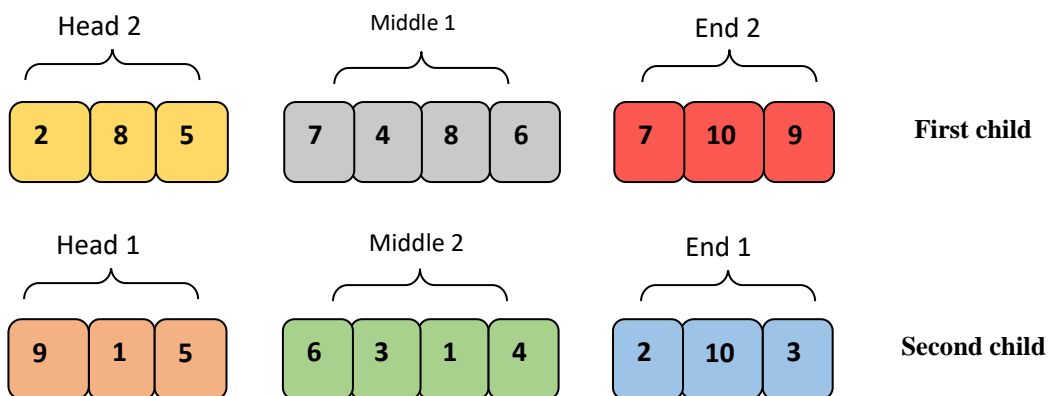 Head 2 Middle 1 End 2
2 8 5 7 4 8 6 7 10 9 First child
Head 1 Middle 2 End 1
9 1 5 6 3 1 4 2 10 3 Second child